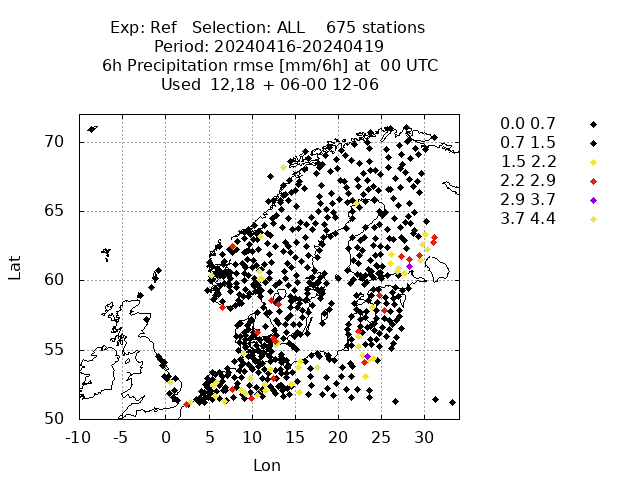 Exp: Ref Selection: ALL 675 stations
Period: 20240416-20240419
6h Precipitation rmse [mm/6h] at 00 UTC
Used 12,18 + 06-00 12-06
0.0 0.7
0.7 1.5
1.5 2.2
2.2 2.9
2.9 3.7
3.7 4.4
70
65
60
55
50
Lat
-10 -5 0 5 10 15 20 25 30
Lon